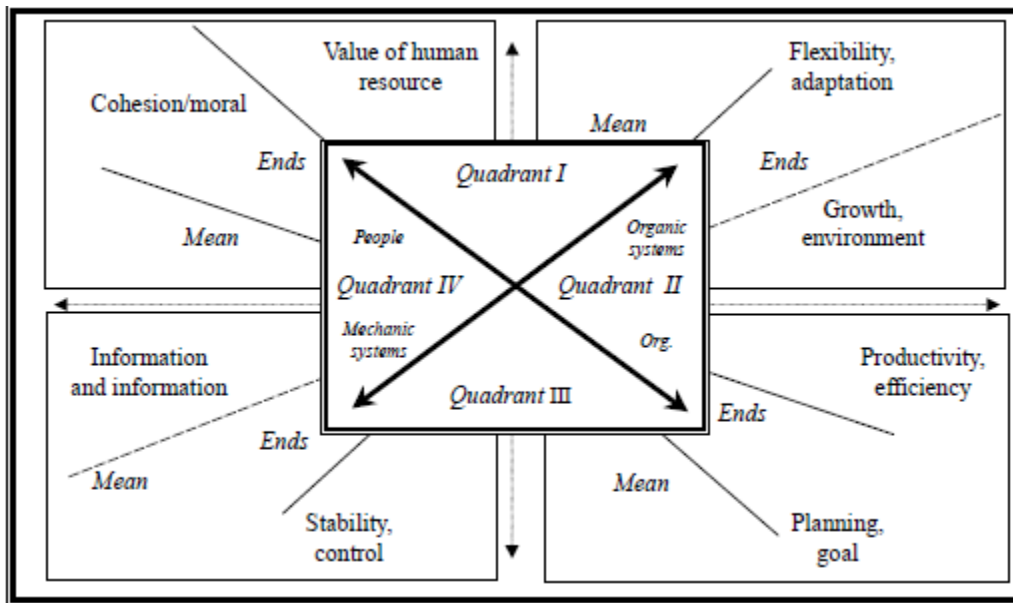 Value of human
resource
Cohesion/moral
Ends
Mean
Flexibility,
adaptation
Mean
Ends
Growth,
environment
Quadrant I
People
Organic
systems
Quadrant IV
Quadrant II
Mechanic
systems
Org.
Quadrant III
Information
and information
Ends
Mean
Stability,
control
Productivity,
efficiency
Ends
Mean
Planning,
goal